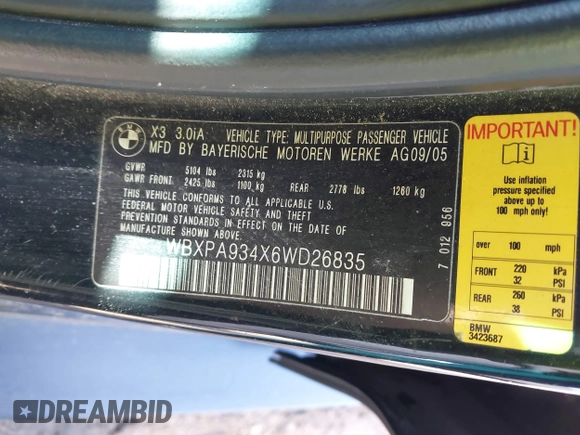 BMW
X3 3.0iA VEHICLE TYPE: MULTIPURPOSE PASSENGER VEHICLE
MFD BY BAYERISCHE MOTOREN WERKE AG09/05
GVWR 5104 lbs 2315 kg
GAWR FRONT: 2425 lbs 1100 kg REAR 2778 lbs 1260 kg
THIS VEHICLE CONFORMS TO ALL APPLICABLE U.S.
FEDERAL MOTOR VEHICLE SAFETY AND THEFT
PREVENTION STANDARDS IN EFFECT ON THE DATE OF
MANUFACTURE SHOWN ABOVE.
WBXPA934X6WD26835
7 012 956
IMPORTANT!
i
Use inflation
pressure specified
above up to
100 mph only!
over 100 mph
FRONT 220 kPa
32 PSI
REAR 260 kPa
38 PSI
BMW
3423687
DREAMBID